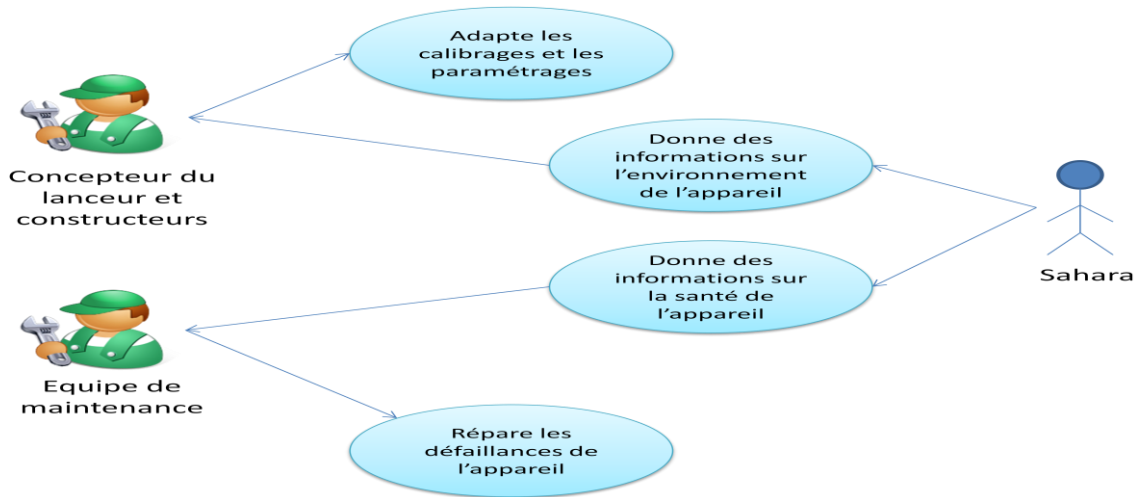 Adapte les
calibrages et les
paramétrages
Concepteur du
lanceur et
constructeurs
Donne des
informations sur
l'environnement
de l'appareil
Sahara
Donne des
informations sur
la santé de
l'appareil
Equipe de
maintenance
Répare les
défaillances de
l'appareil